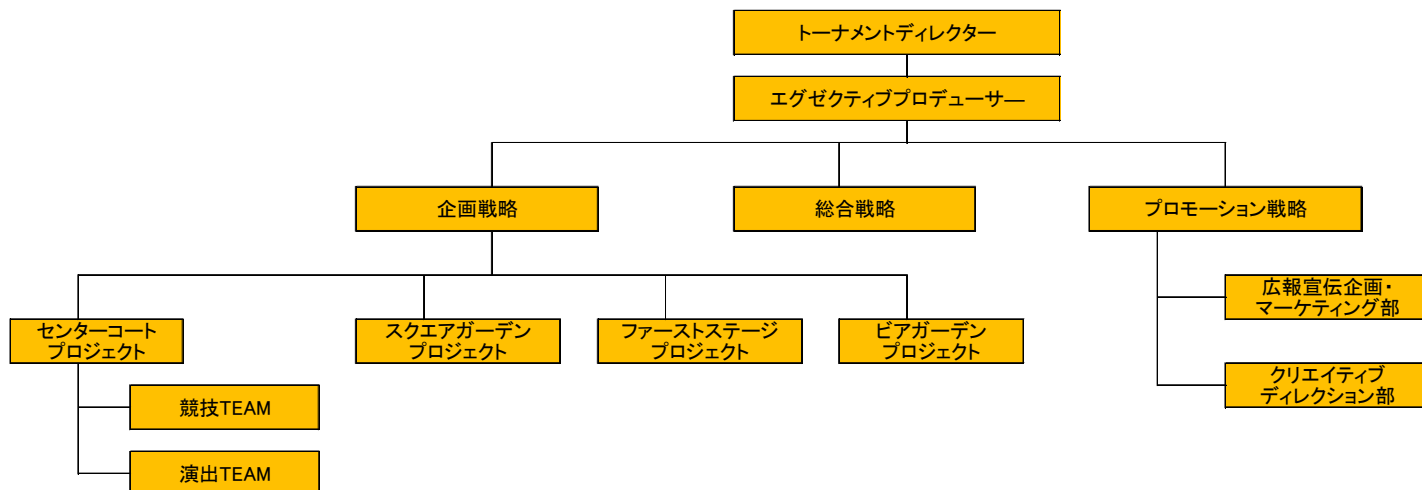 トーナメントディレクター
エグゼクティブプロデューサ―
企画戦略
総合戦略
プロモーション戦略
広報宣伝企画・
マーケティング部
センターコート
プロジェクト
スクエアガーデン
プロジェクト
ファーストステージ
プロジェクト
ビアガーデン
プロジェクト
クリエイティブ
ディレクション部
競技TEAM
演出TEAM